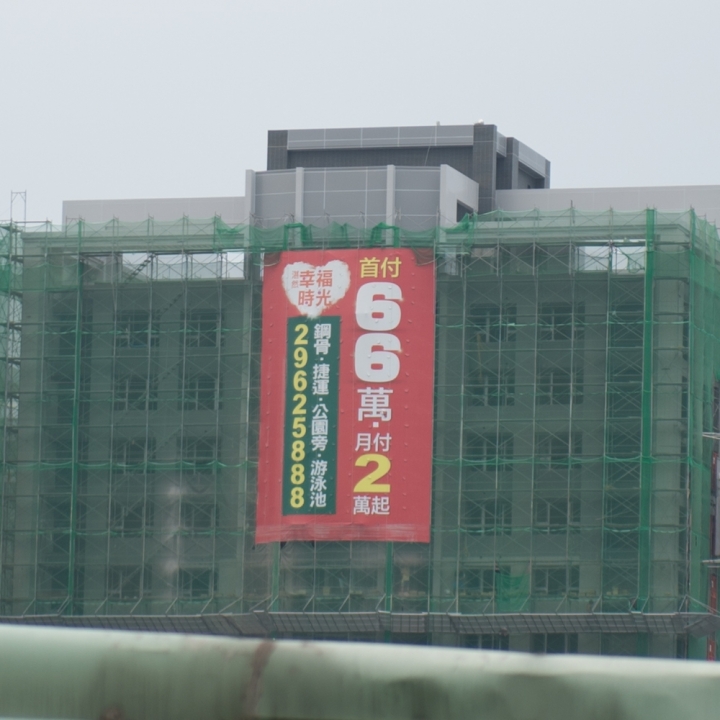 幸福
時光
首付
66
萬·
月付
2
萬起
鋼骨·捷運·公園旁·游泳池
29625888